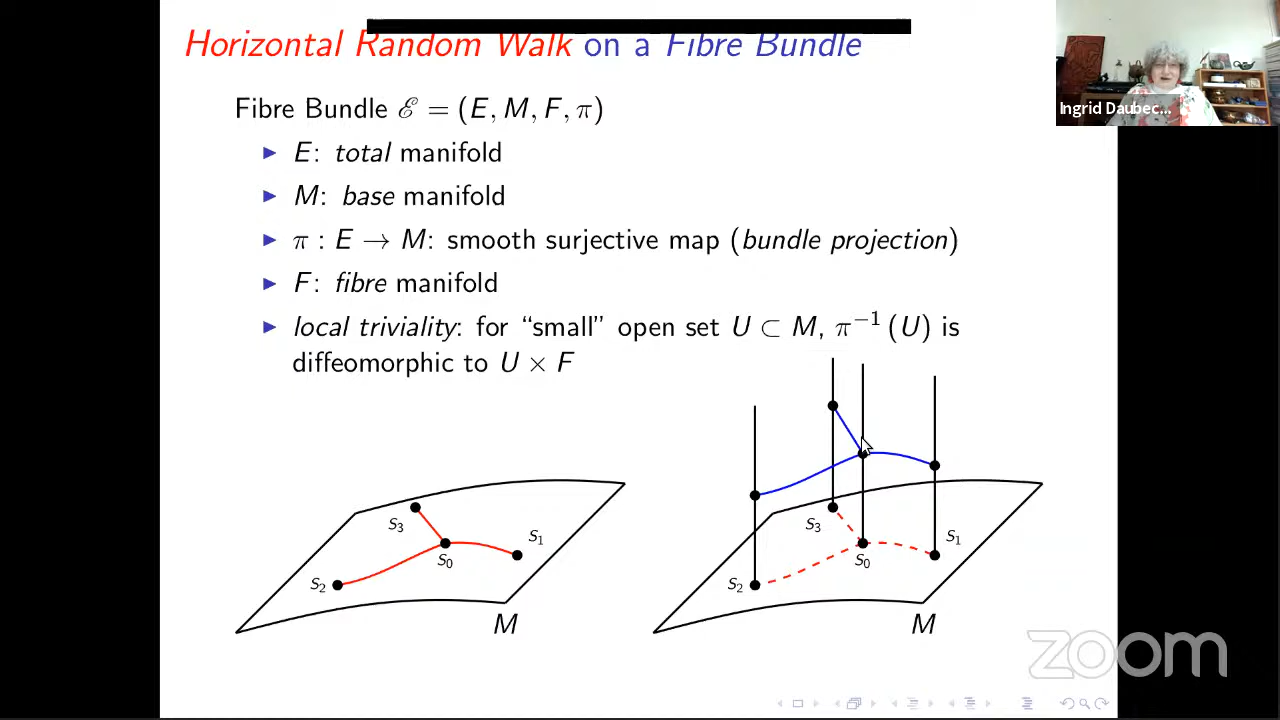 Horizontal Random Walk on a Fibre Bundle
Ingrid Daubec...
Fibre Bundle ℰ = (E, M, F, π)
▶ E: total manifold
▶ M: base manifold
▶ π : E → M: smooth surjective map (bundle projection)
▶ F: fibre manifold
▶ local triviality: for “small” open set U ⊂ M, π⁻¹ (U) is
diffeomorphic to U × F
S₃
S₁
S₀
S₂
M
S₃
S₁
S₀
S₂
M
zoom